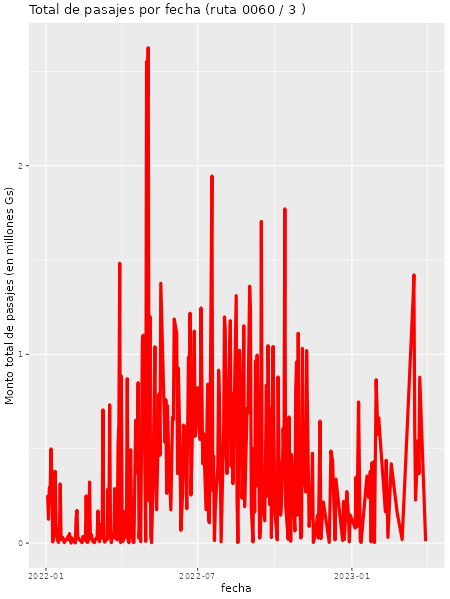 Total de pasajes por fecha (ruta 0060 / 3 )
Monto total de pasajes (en millones Gs)
2
1
0
2022-01
2022-07
2023-01
fecha